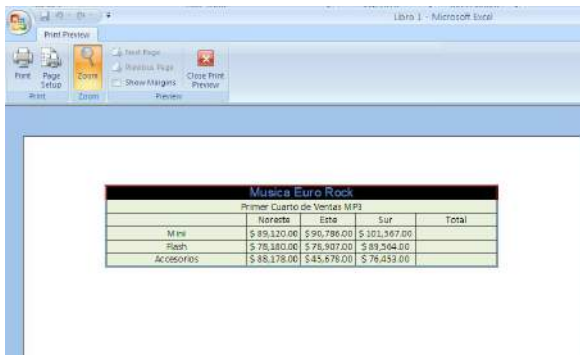 Libro 1 - Microsoft Excel
Print Preview
Next Page
Previous Page
Show Margins
Print
Page Setup
Zoom
Close Print Preview
Print
Zoom
Preview
Musica Euro Rock
Primer Cuarto de Ventas MP3
Noreste Este Sur Total
Mini $ 89,120.00 $ 90,786.00 $ 101,567.00
Flash $ 78,180.00 $ 78,907.00 $ 89,564.00
Accesorios $ 88,178.00 $ 45,678.00 $ 76,453.00